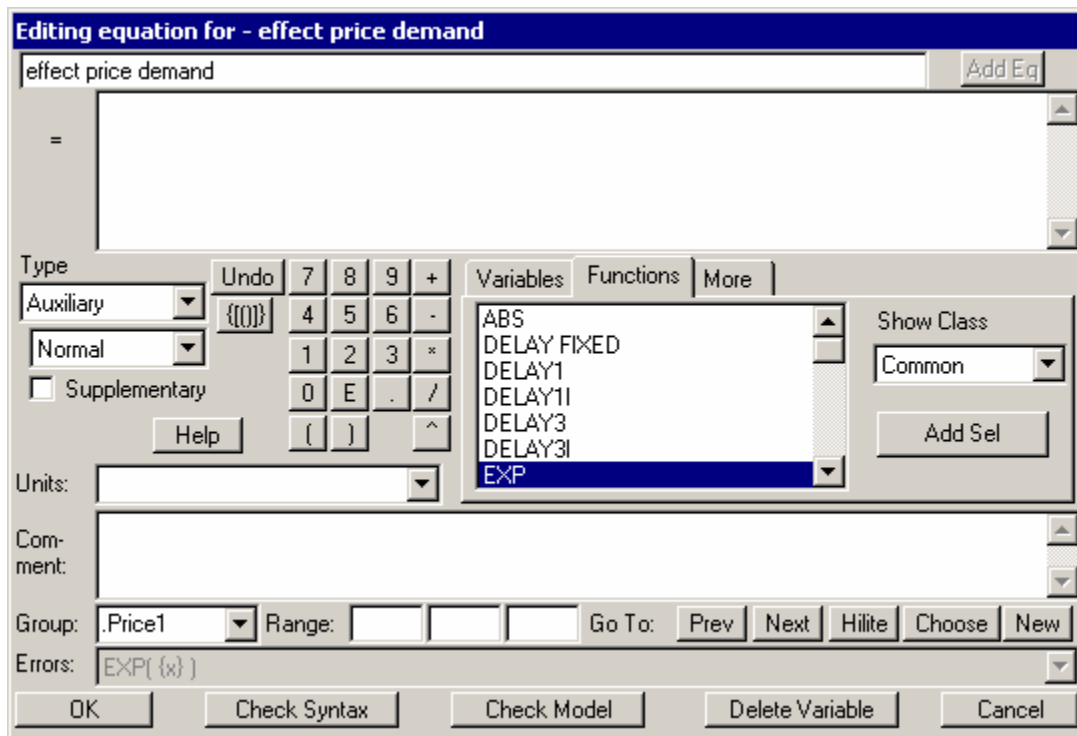 Editing equation for - effect price demand
effect price demand Add Eq
=
Type
Undo 7 8 9 + Variables Functions More
Auxiliary {[()]} 4 5 6 - ABS Show Class
DELAY FIXED
Normal 1 2 3 * DELAY1 Common
DELAY1I
Supplementary 0 E . / DELAY3 Add Sel
Help ( ) ^ DELAY3I
EXP
Units:
Com-
ment:
Group: .Price1 Range: Go To: Prev Next Hilite Choose New
Errors: EXP( {x} )
OK Check Syntax Check Model Delete Variable Cancel